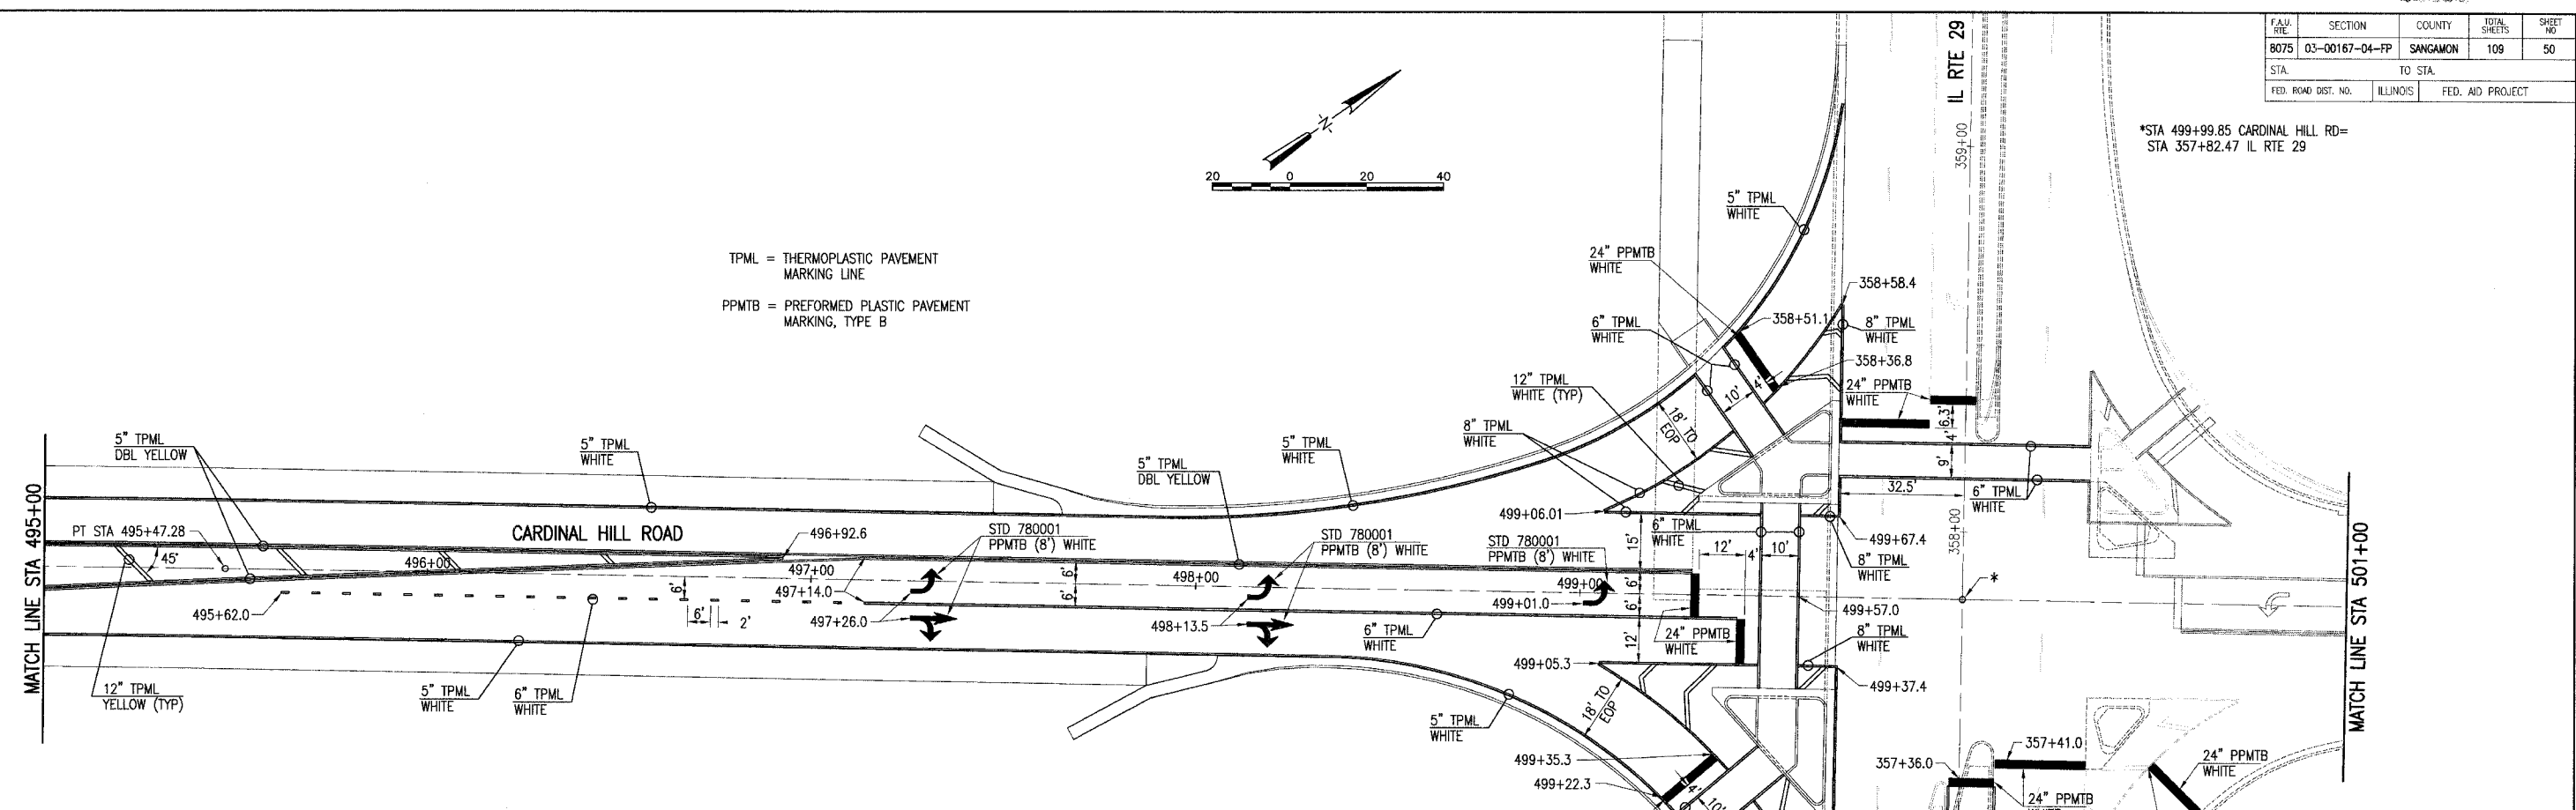 F.A.U. RTE. SECTION COUNTY TOTAL SHEETS SHEET NO
8075 03-00167-04-FP SANGAMON 109 50
STA. TO STA.
FED. ROAD DIST. NO. ILLINOIS FED. AID PROJECT
*STA 499+99.85 CARDINAL HILL RD=
STA 357+82.47 IL RTE 29
IL RTE 29
359+00
N
20 0 20 40
TPML = THERMOPLASTIC PAVEMENT
MARKING LINE
PPMTB = PREFORMED PLASTIC PAVEMENT
MARKING, TYPE B
5" TPML
WHITE
24" PPMTB
WHITE
358+58.4
358+51.1
6" TPML
WHITE
8" TPML
WHITE
358+36.8
12" TPML
WHITE (TYP)
24" PPMTB
WHITE
4'
10'
18' TO
EOP
8" TPML
WHITE
6.3'
4'
9'
32.5'
6" TPML
WHITE
5" TPML
DBL YELLOW
5" TPML
WHITE
5" TPML
DBL YELLOW
5" TPML
WHITE
MATCH LINE STA 495+00
PT STA 495+47.28
45°
CARDINAL HILL ROAD
496+00
496+92.6
STD 780001
PPMTB (8') WHITE
STD 780001
PPMTB (8') WHITE
STD 780001
PPMTB (8') WHITE
499+06.01
6" TPML
WHITE
15'
12'
4'
10'
499+67.4
8" TPML
WHITE
358+00
*
MATCH LINE STA 501+00
497+00
497+14.0
498+00
499+00
499+01.0
6'
6'
6'
6'
6'
6'
2'
495+62.0
497+26.0
498+13.5
499+57.0
12'
24" PPMTB
WHITE
6" TPML
WHITE
8" TPML
WHITE
499+05.3
499+37.4
12" TPML
YELLOW (TYP)
5" TPML
WHITE
6" TPML
WHITE
5" TPML
WHITE
18' TO
EOP
499+35.3
499+22.3
4'
10'
357+41.0
357+36.0
24" PPMTB
WHITE
24" PPMTB